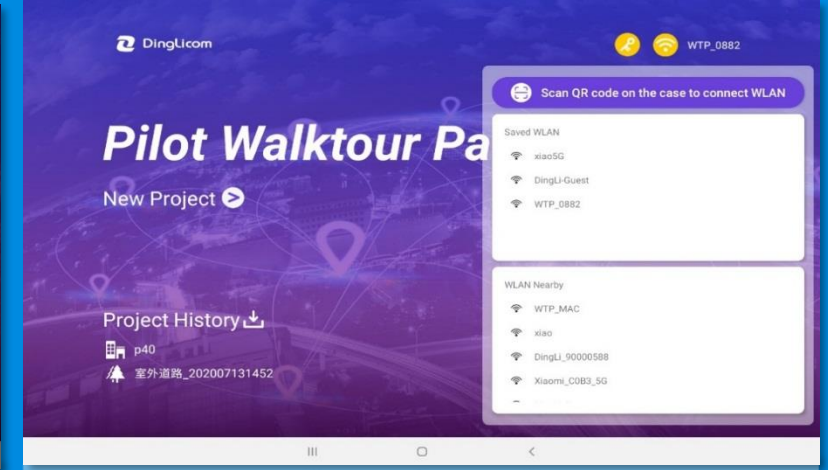 DingLicom
WTP_0882
Scan QR code on the case to connect WLAN
Pilot Walktour Pa
New Project
Saved WLAN
xiao5G
DingLi-Guest
WTP_0882
WLAN Nearby
WTP_MAC
xiao
DingLi_90000588
Xiaomi_C0B3_5G
Project History
p40
室外道路_202007131452